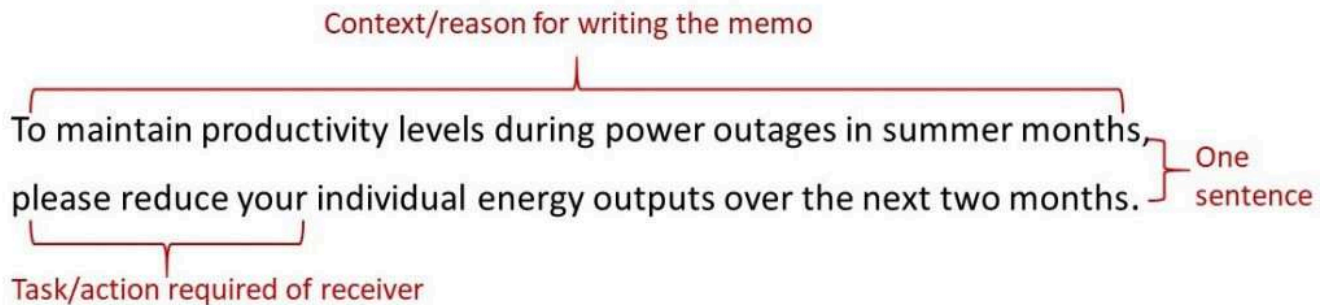 Context/reason for writing the memo
To maintain productivity levels during power outages in summer months,
please reduce your individual energy outputs over the next two months.
One
sentence
Task/action required of receiver